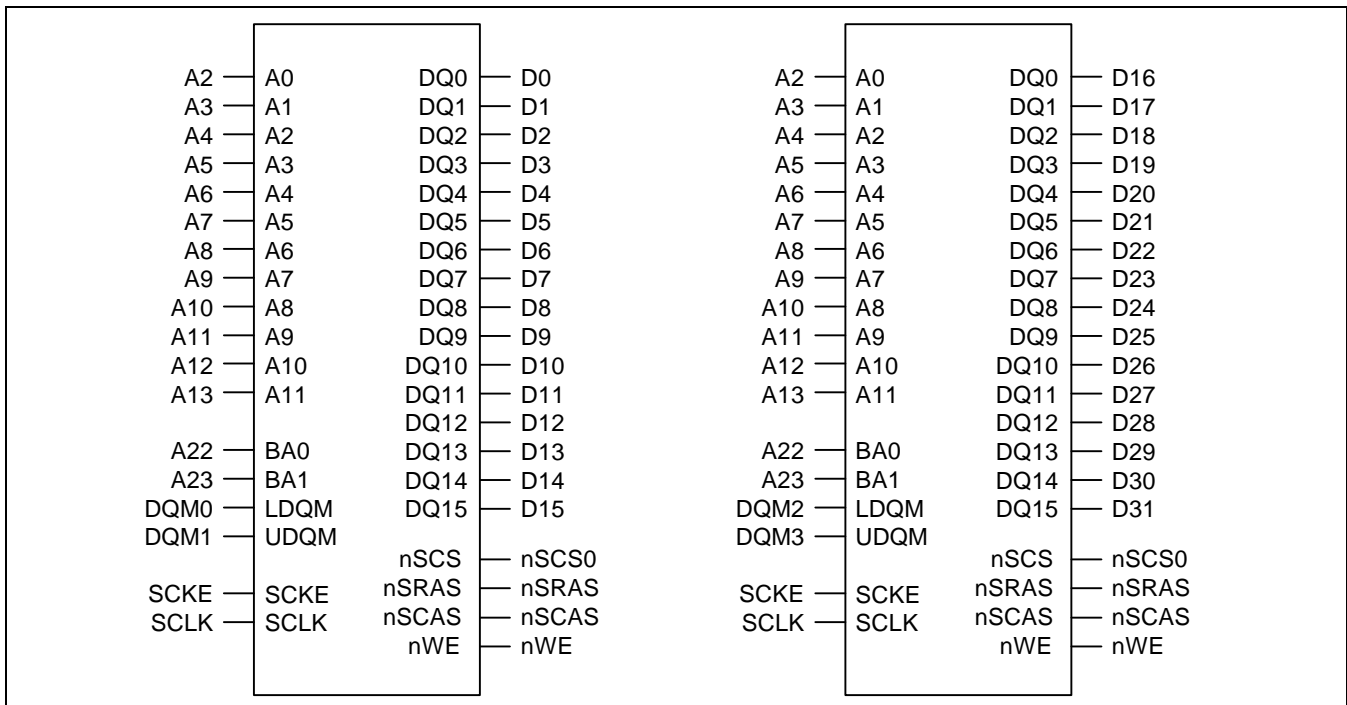 A2 A0 DQ0 D0 A2 A0 DQ0 D16
A3 A1 DQ1 D1 A3 A1 DQ1 D17
A4 A2 DQ2 D2 A4 A2 DQ2 D18
A5 A3 DQ3 D3 A5 A3 DQ3 D19
A6 A4 DQ4 D4 A6 A4 DQ4 D20
A7 A5 DQ5 D5 A7 A5 DQ5 D21
A8 A6 DQ6 D6 A8 A6 DQ6 D22
A9 A7 DQ7 D7 A9 A7 DQ7 D23
A10 A8 DQ8 D8 A10 A8 DQ8 D24
A11 A9 DQ9 D9 A11 A9 DQ9 D25
A12 A10 DQ10 D10 A12 A10 DQ10 D26
A13 A11 DQ11 D11 A13 A11 DQ11 D27
DQ12 D12 DQ12 D28
A22 BA0 DQ13 D13 A22 BA0 DQ13 D29
A23 BA1 DQ14 D14 A23 BA1 DQ14 D30
DQM0 LDQM DQ15 D15 DQM2 LDQM DQ15 D31
DQM1 UDQM DQM3 UDQM
nSCS nSCS0 nSCS nSCS0
SCKE SCKE nSRAS nSRAS SCKE SCKE nSRAS nSRAS
SCLK SCLK nSCAS nSCAS SCLK SCLK nSCAS nSCAS
nWE nWE nWE nWE